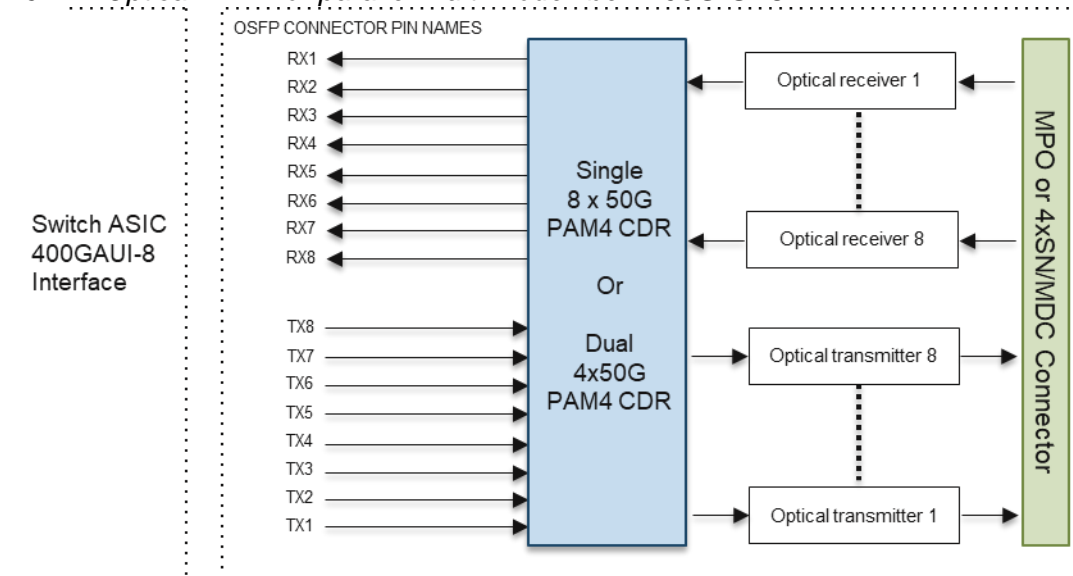 OSFP CONNECTOR PIN NAMES
RX1
RX2
RX3
RX4
RX5
RX6
RX7
RX8
TX8
TX7
TX6
TX5
TX4
TX3
TX2
TX1
Switch ASIC
400GAUI-8
Interface
Single
8 x 50G
PAM4 CDR
Or
Dual
4x50G
PAM4 CDR
Optical receiver 1
Optical receiver 8
Optical transmitter 8
Optical transmitter 1
MPO or 4xSN/MDC Connector